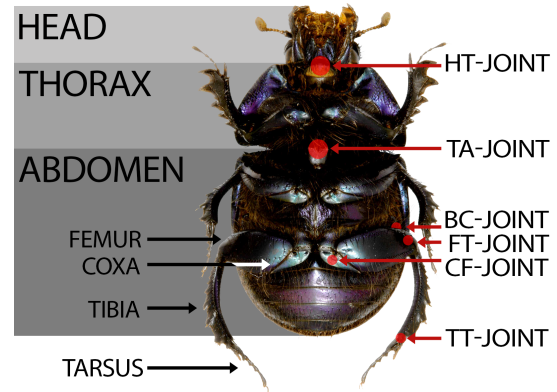 HEAD
HT-JOINT
THORAX
TA-JOINT
ABDOMEN
BC-JOINT
FEMUR
FT-JOINT
COXA
CF-JOINT
TIBIA
TT-JOINT
TARSUS